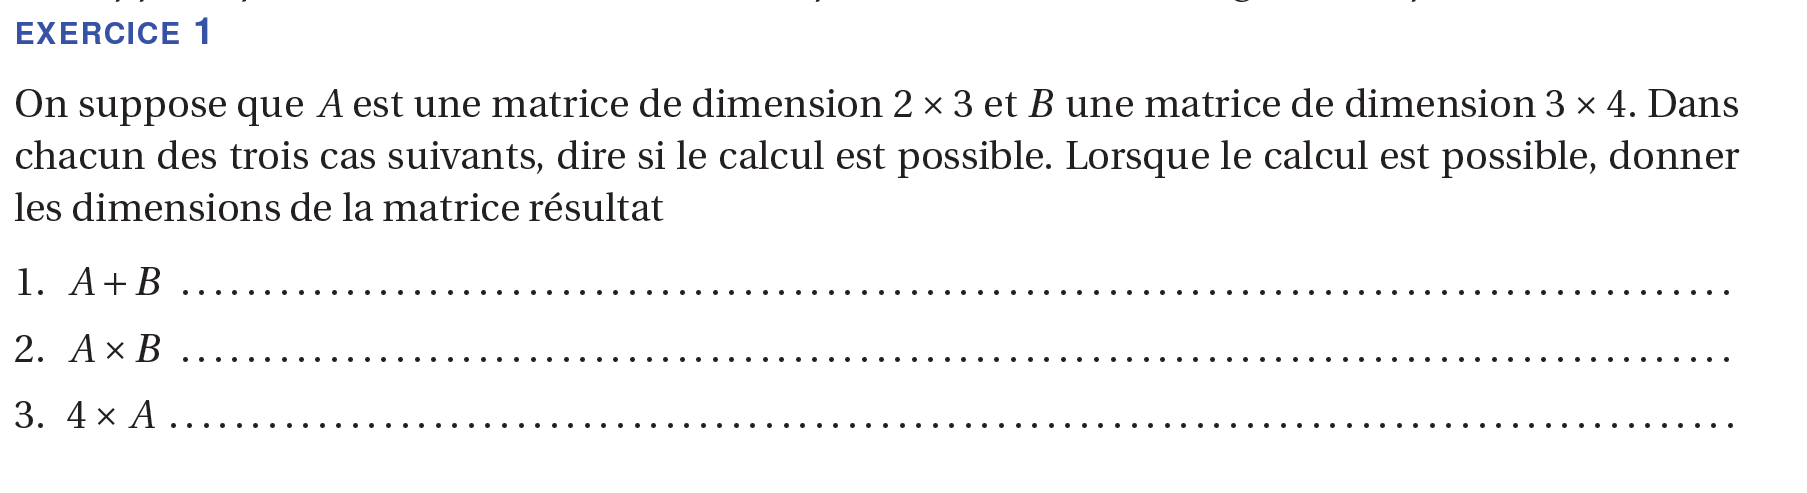 EXERCICE 1
On suppose que A est une matrice de dimension 2 × 3 et B une matrice de dimension 3 × 4. Dans
chacun des trois cas suivants, dire si le calcul est possible. Lorsque le calcul est possible, donner
les dimensions de la matrice résultat
1. A + B ..............................................................................................
2. A × B ..............................................................................................
3. 4 × A ...............................................................................................